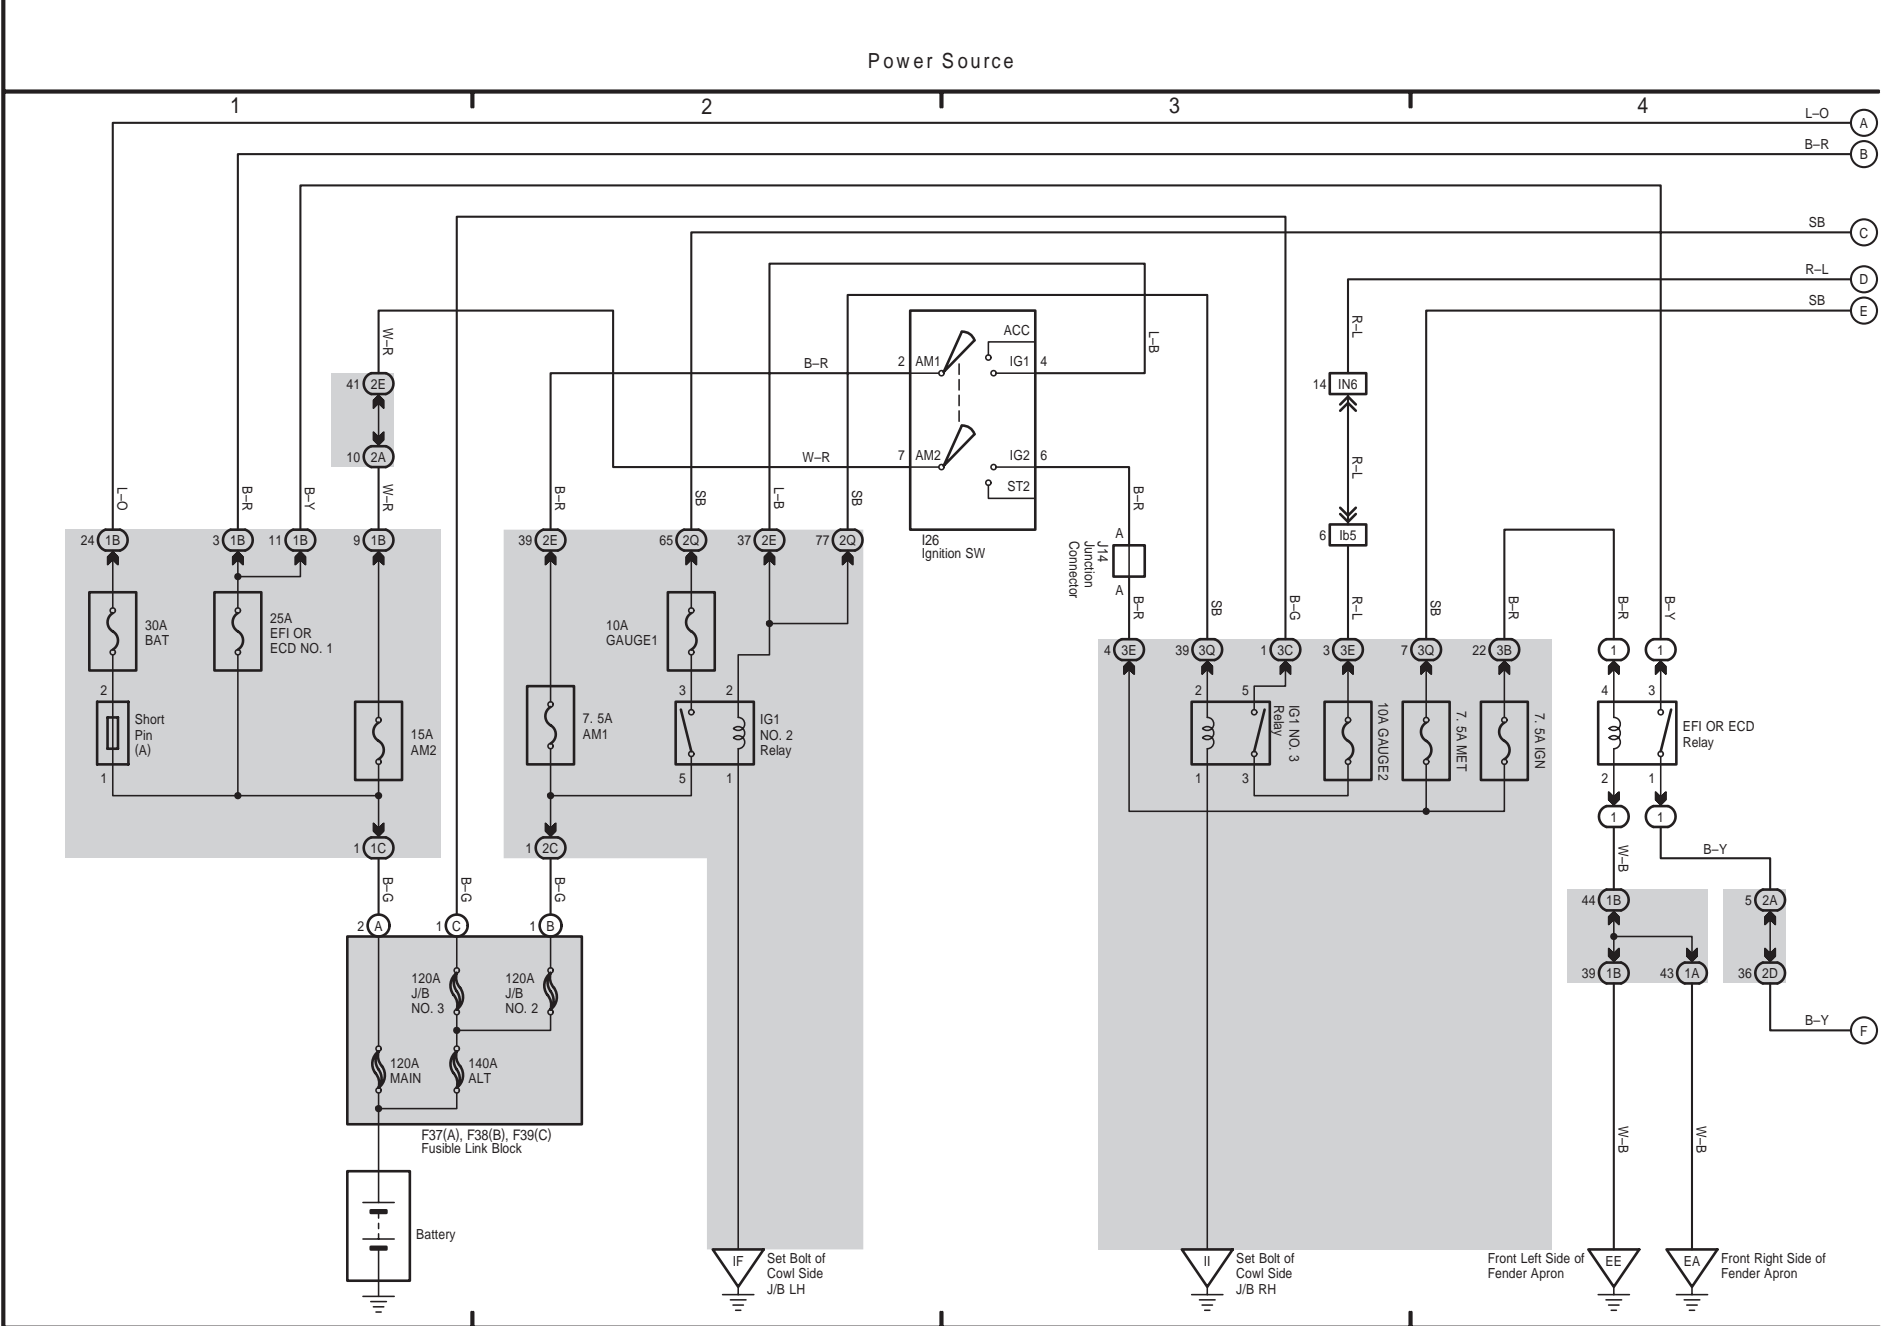 Power Source
1
2
3
4
L–O
A
B–R
B
SB
C
R–L
D
SB
E
W–R
41 2E
10 2A
W–R
L–O
B–R
B–Y
24 1B
3 1B
11 1B
9 1B
30A
BAT
25A
EFI OR
ECD NO. 1
2
Short
Pin
(A)
1
15A
AM2
1 1C
B–G
B–G
B–G
2 A
1 C
1 B
120A
J/B
NO. 3
120A
J/B
NO. 2
120A
MAIN
140A
ALT
F37(A), F38(B), F39(C)
Fusible Link Block
Battery
B–R
SB
L–B
SB
39 2E
65 2Q
37 2E
77 2Q
10A
GAUGE1
7. 5A
AM1
3
2
IG1
NO. 2
Relay
5
1
1 2C
IF
Set Bolt of
Cowl Side
J/B LH
B–R
W–R
2 AM1
ACC
IG1 4
7 AM2
IG2 6
ST2
I26
Ignition SW
L–B
B–R
A
J14
Junction
Connector
A
B–R
SB
B–G
R–L
14 IN6
R–L
6 Ib5
R–L
SB
B–R
4 3E
39 3Q
1 3C
3 3E
7 3Q
22 3B
2
5
IG1 NO. 3
Relay
1
3
10A GAUGE2
7. 5A MET
7. 5A IGN
II
Set Bolt of
Cowl Side
J/B RH
B–R
B–Y
1
1
4
3
EFI OR ECD
Relay
2
1
1
1
W–B
B–Y
44 1B
5 2A
39 1B
43 1A
36 2D
B–Y
F
W–B
W–B
Front Left Side of
Fender Apron
EE
EA
Front Right Side of
Fender Apron